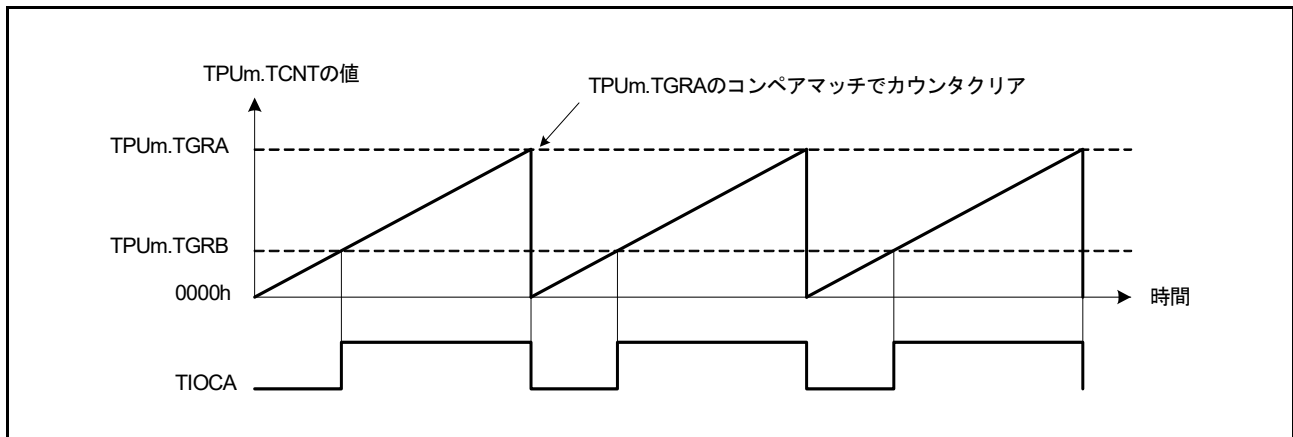 TPUm.TCNTの値
TPUm.TGRAのコンペアマッチでカウンタクリア
TPUm.TGRA
TPUm.TGRB
0000h
時間
TIOCA